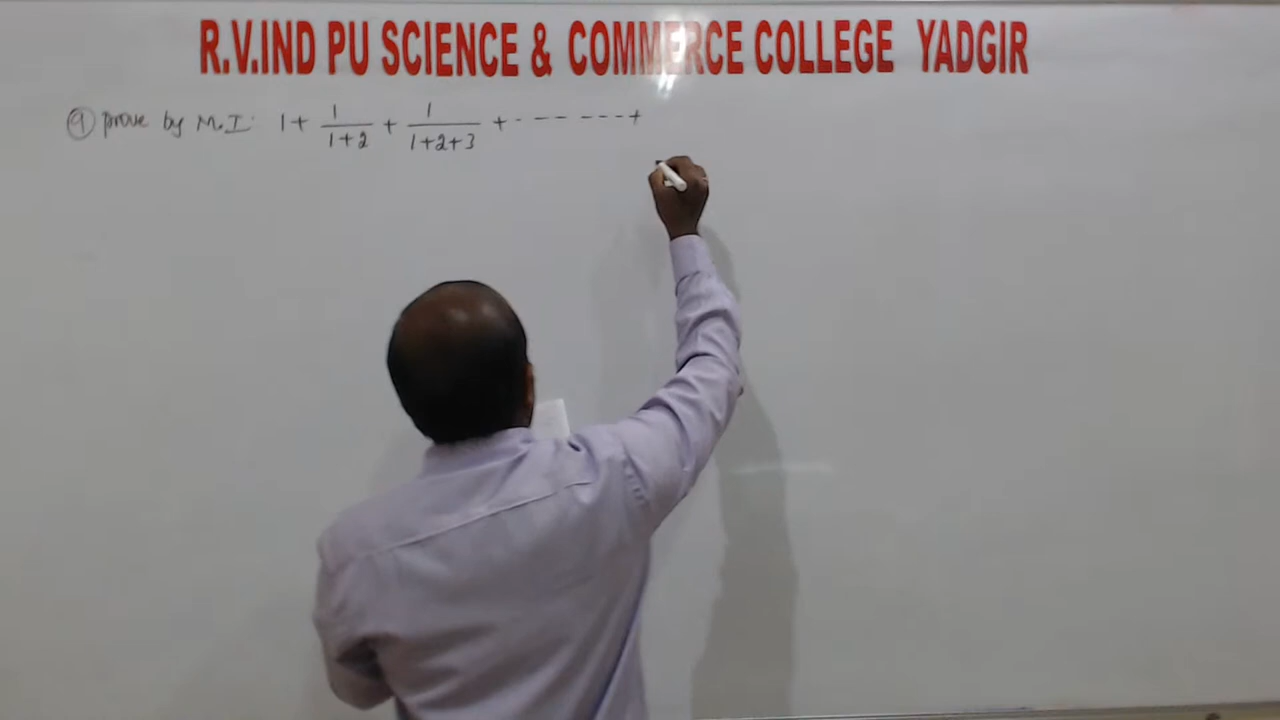 R.V.IND PU SCIENCE & COMMERCE COLLEGE YADGIR
9 prove by M.I: 1 + 1/(1+2) + 1/(1+2+3) + - - - - - - - +